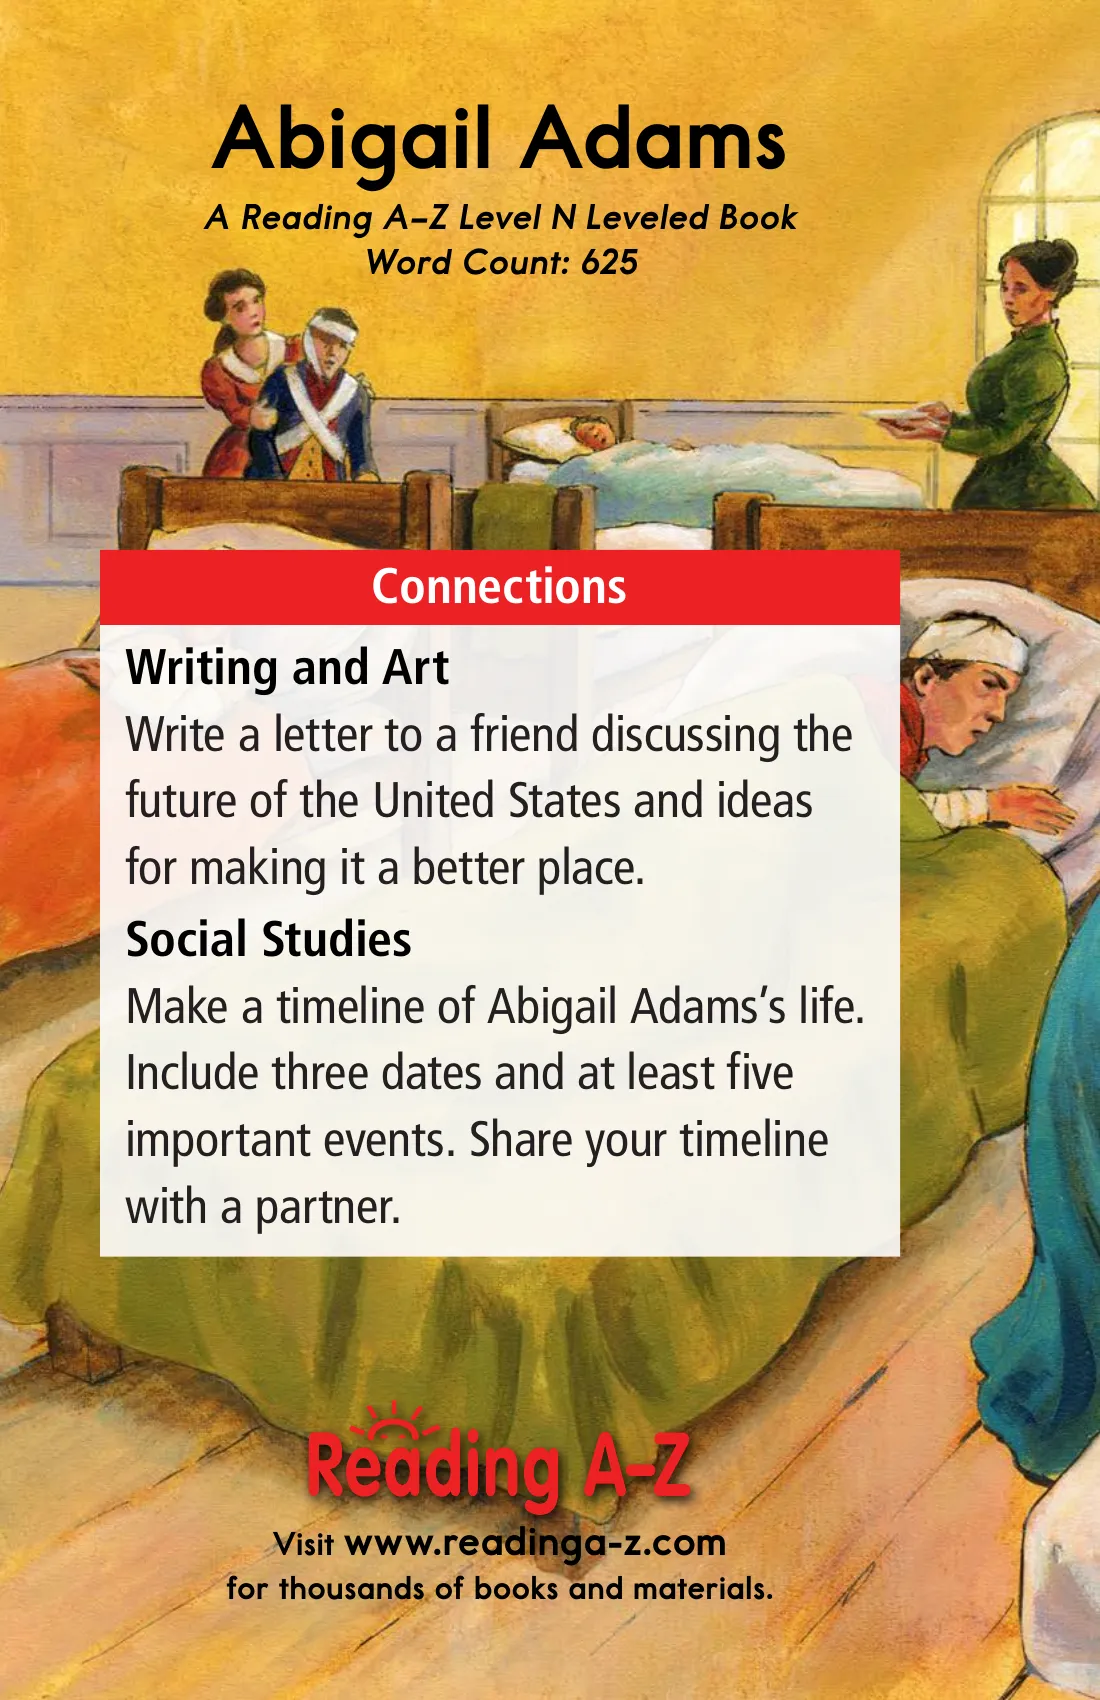 Abigail Adams
A Reading A–Z Level N Leveled Book
Word Count: 625
Connections
Writing and Art
Write a letter to a friend discussing the
future of the United States and ideas
for making it a better place.
Social Studies
Make a timeline of Abigail Adams’s life.
Include three dates and at least five
important events. Share your timeline
with a partner.
Reading A–Z
Visit www.readinga-z.com
for thousands of books and materials.